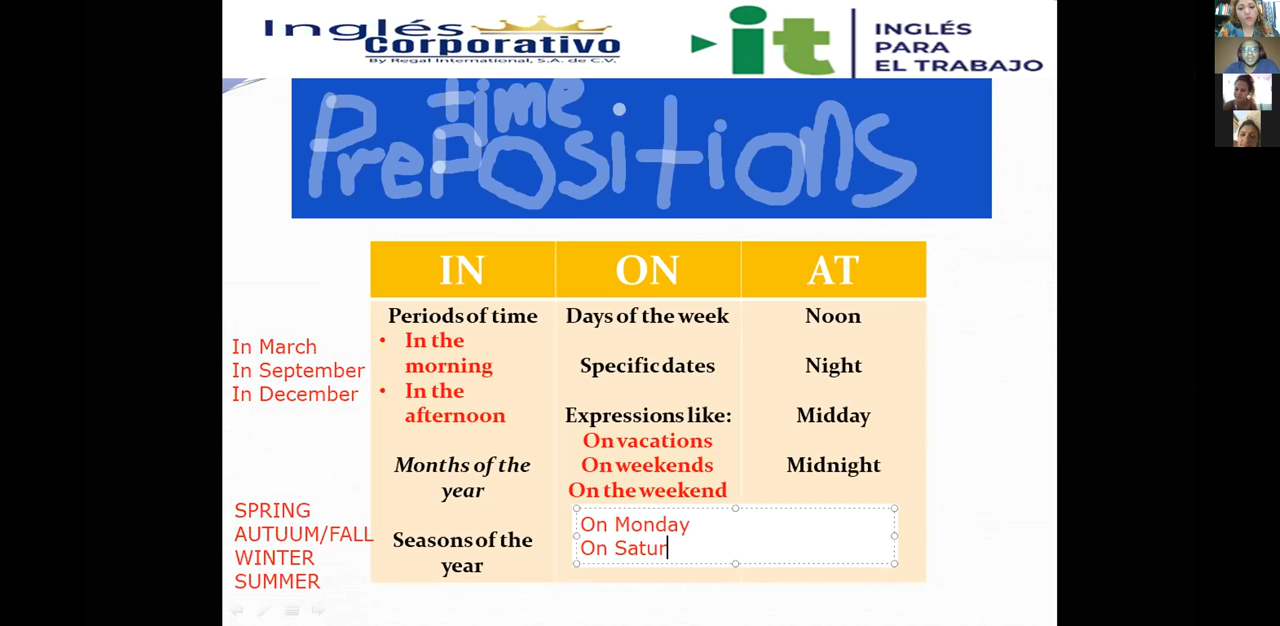 Inglés
Corporativo
By Regal International, S.A. de C.V.
it
INGLÉS
PARA
EL TRABAJO
time
Prepositions
IN
ON
AT
Periods of time
• In the
morning
• In the
afternoon
Months of the
year
Seasons of the
year
Days of the week
Specific dates
Expressions like:
On vacations
On weekends
On the weekend
On Monday
On Satur
Noon
Night
Midday
Midnight
In March
In September
In December
SPRING
AUTUUM/FALL
WINTER
SUMMER